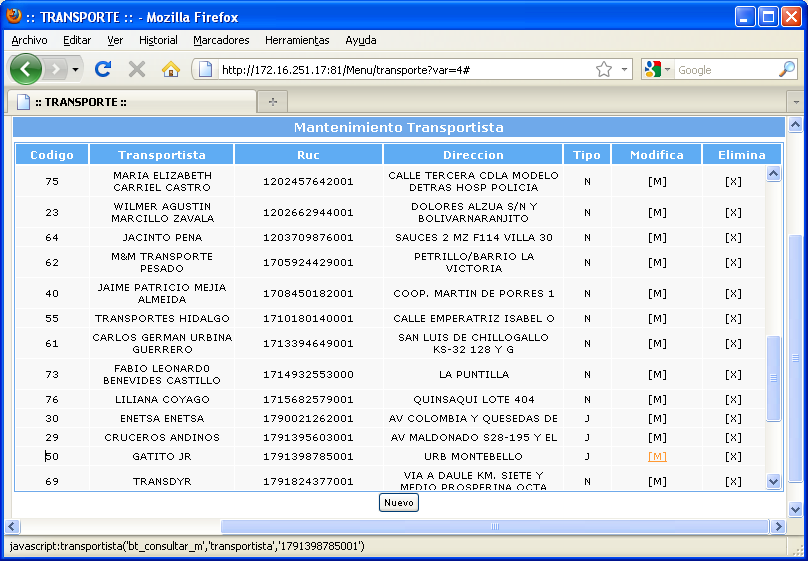 :: TRANSPORTE :: - Mozilla Firefox
Archivo Editar Ver Historial Marcadores Herramientas Ayuda
http://172.16.251.17:81/Menu/transporte?var=4# Google
:: TRANSPORTE ::
Mantenimiento Transportista
Codigo Transportista Ruc Direccion Tipo Modifica Elimina
75 MARIA ELIZABETH CARRIEL CASTRO 1202457642001 CALLE TERCERA CDLA MODELO DETRAS HOSP POLICIA N [M] [X]
23 WILMER AGUSTIN MARCILLO ZAVALA 1202662944001 DOLORES ALZUA S/N Y BOLIVARNARANJITO N [M] [X]
64 JACINTO PENA 1203709876001 SAUCES 2 MZ F114 VILLA 30 N [M] [X]
62 M&M TRANSPORTE PESADO 1705924429001 PETRILLO/BARRIO LA VICTORIA N [M] [X]
40 JAIME PATRICIO MEJIA ALMEIDA 1708450182001 COOP. MARTIN DE PORRES 1 N [M] [X]
55 TRANSPORTES HIDALGO 1710180140001 CALLE EMPERATRIZ ISABEL O N [M] [X]
61 CARLOS GERMAN URBINA GUERRERO 1713394649001 SAN LUIS DE CHILLOGALLO KS-32 128 Y G N [M] [X]
73 FABIO LEONARD0 BENEVIDES CASTILLO 1714932553000 LA PUNTILLA N [M] [X]
76 LILIANA COYAGO 1715682579001 QUINSAQUI LOTE 404 N [M] [X]
30 ENETSA ENETSA 1790021262001 AV COLOMBIA Y QUESEDAS DE J [M] [X]
29 CRUCEROS ANDINOS 1791395603001 AV MALDONADO S28-195 Y EL J [M] [X]
50 GATITO JR 1791398785001 URB MONTEBELLO J [M] [X]
69 TRANSDYR 1791824377001 VIA A DAULE KM. SIETE Y MEDIO PROSPERINA OCTA N [M] [X]
Nuevo
javascript:transportista('bt_consultar_m','transportista','1791398785001')